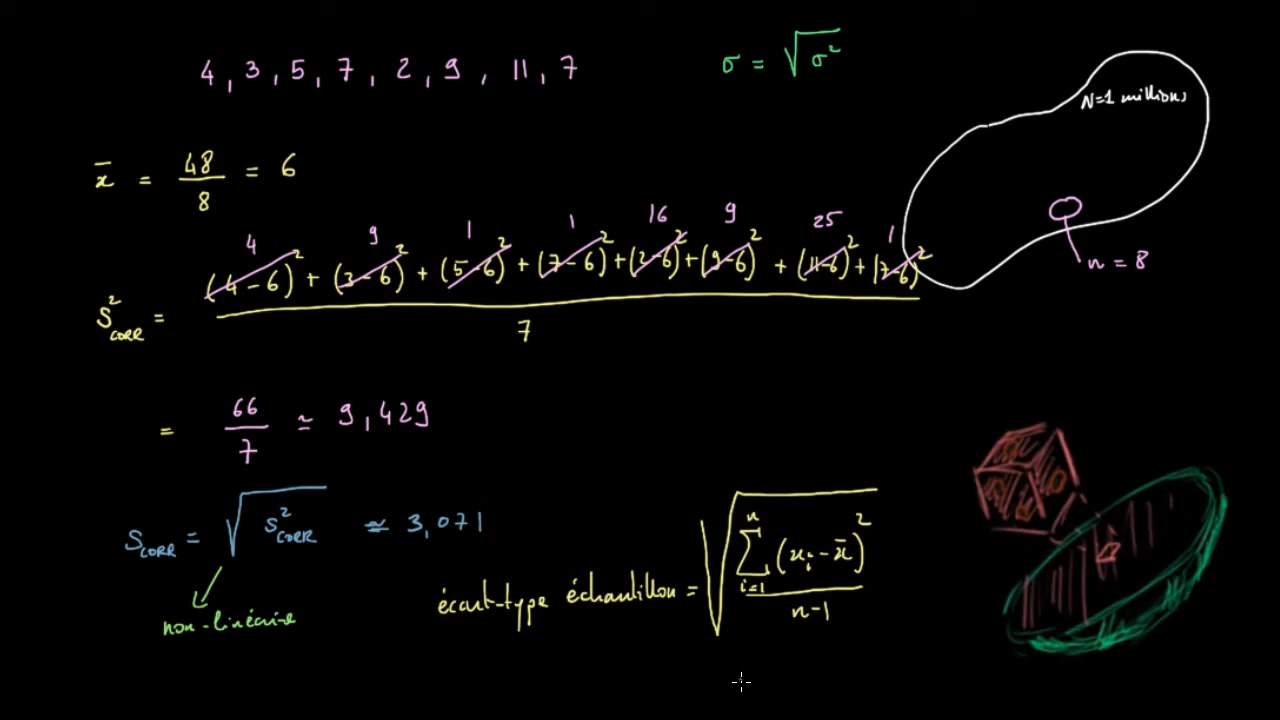 4, 3, 5, 7, 2, 9, 11, 7
σ = √σ²
N=1 millions
x̄ = 48/8 = 6
4 9 1 1 16 9 25 1
S²CORR = ((4-6)² + (3-6)² + (5-6)² + (7-6)² + (2-6)² + (9-6)² + (11-6)² + (7-6)²)/7
n = 8
= 66/7 ≃ 9,429
SCORR = √S²CORR ≃ 3,071
non-linéaire
écart-type échantillon = √(∑ⁿi=1 (xi - x̄)²/(n-1))